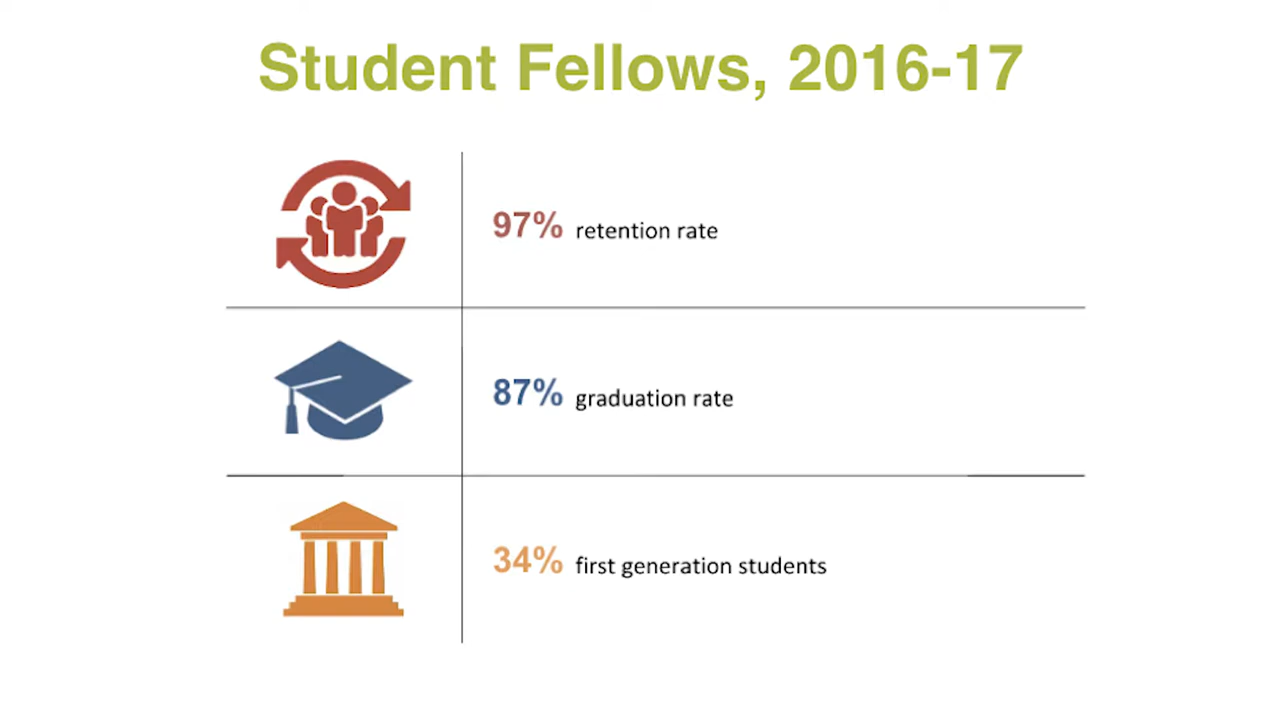 Student Fellows, 2016-17
97% retention rate
87% graduation rate
34% first generation students